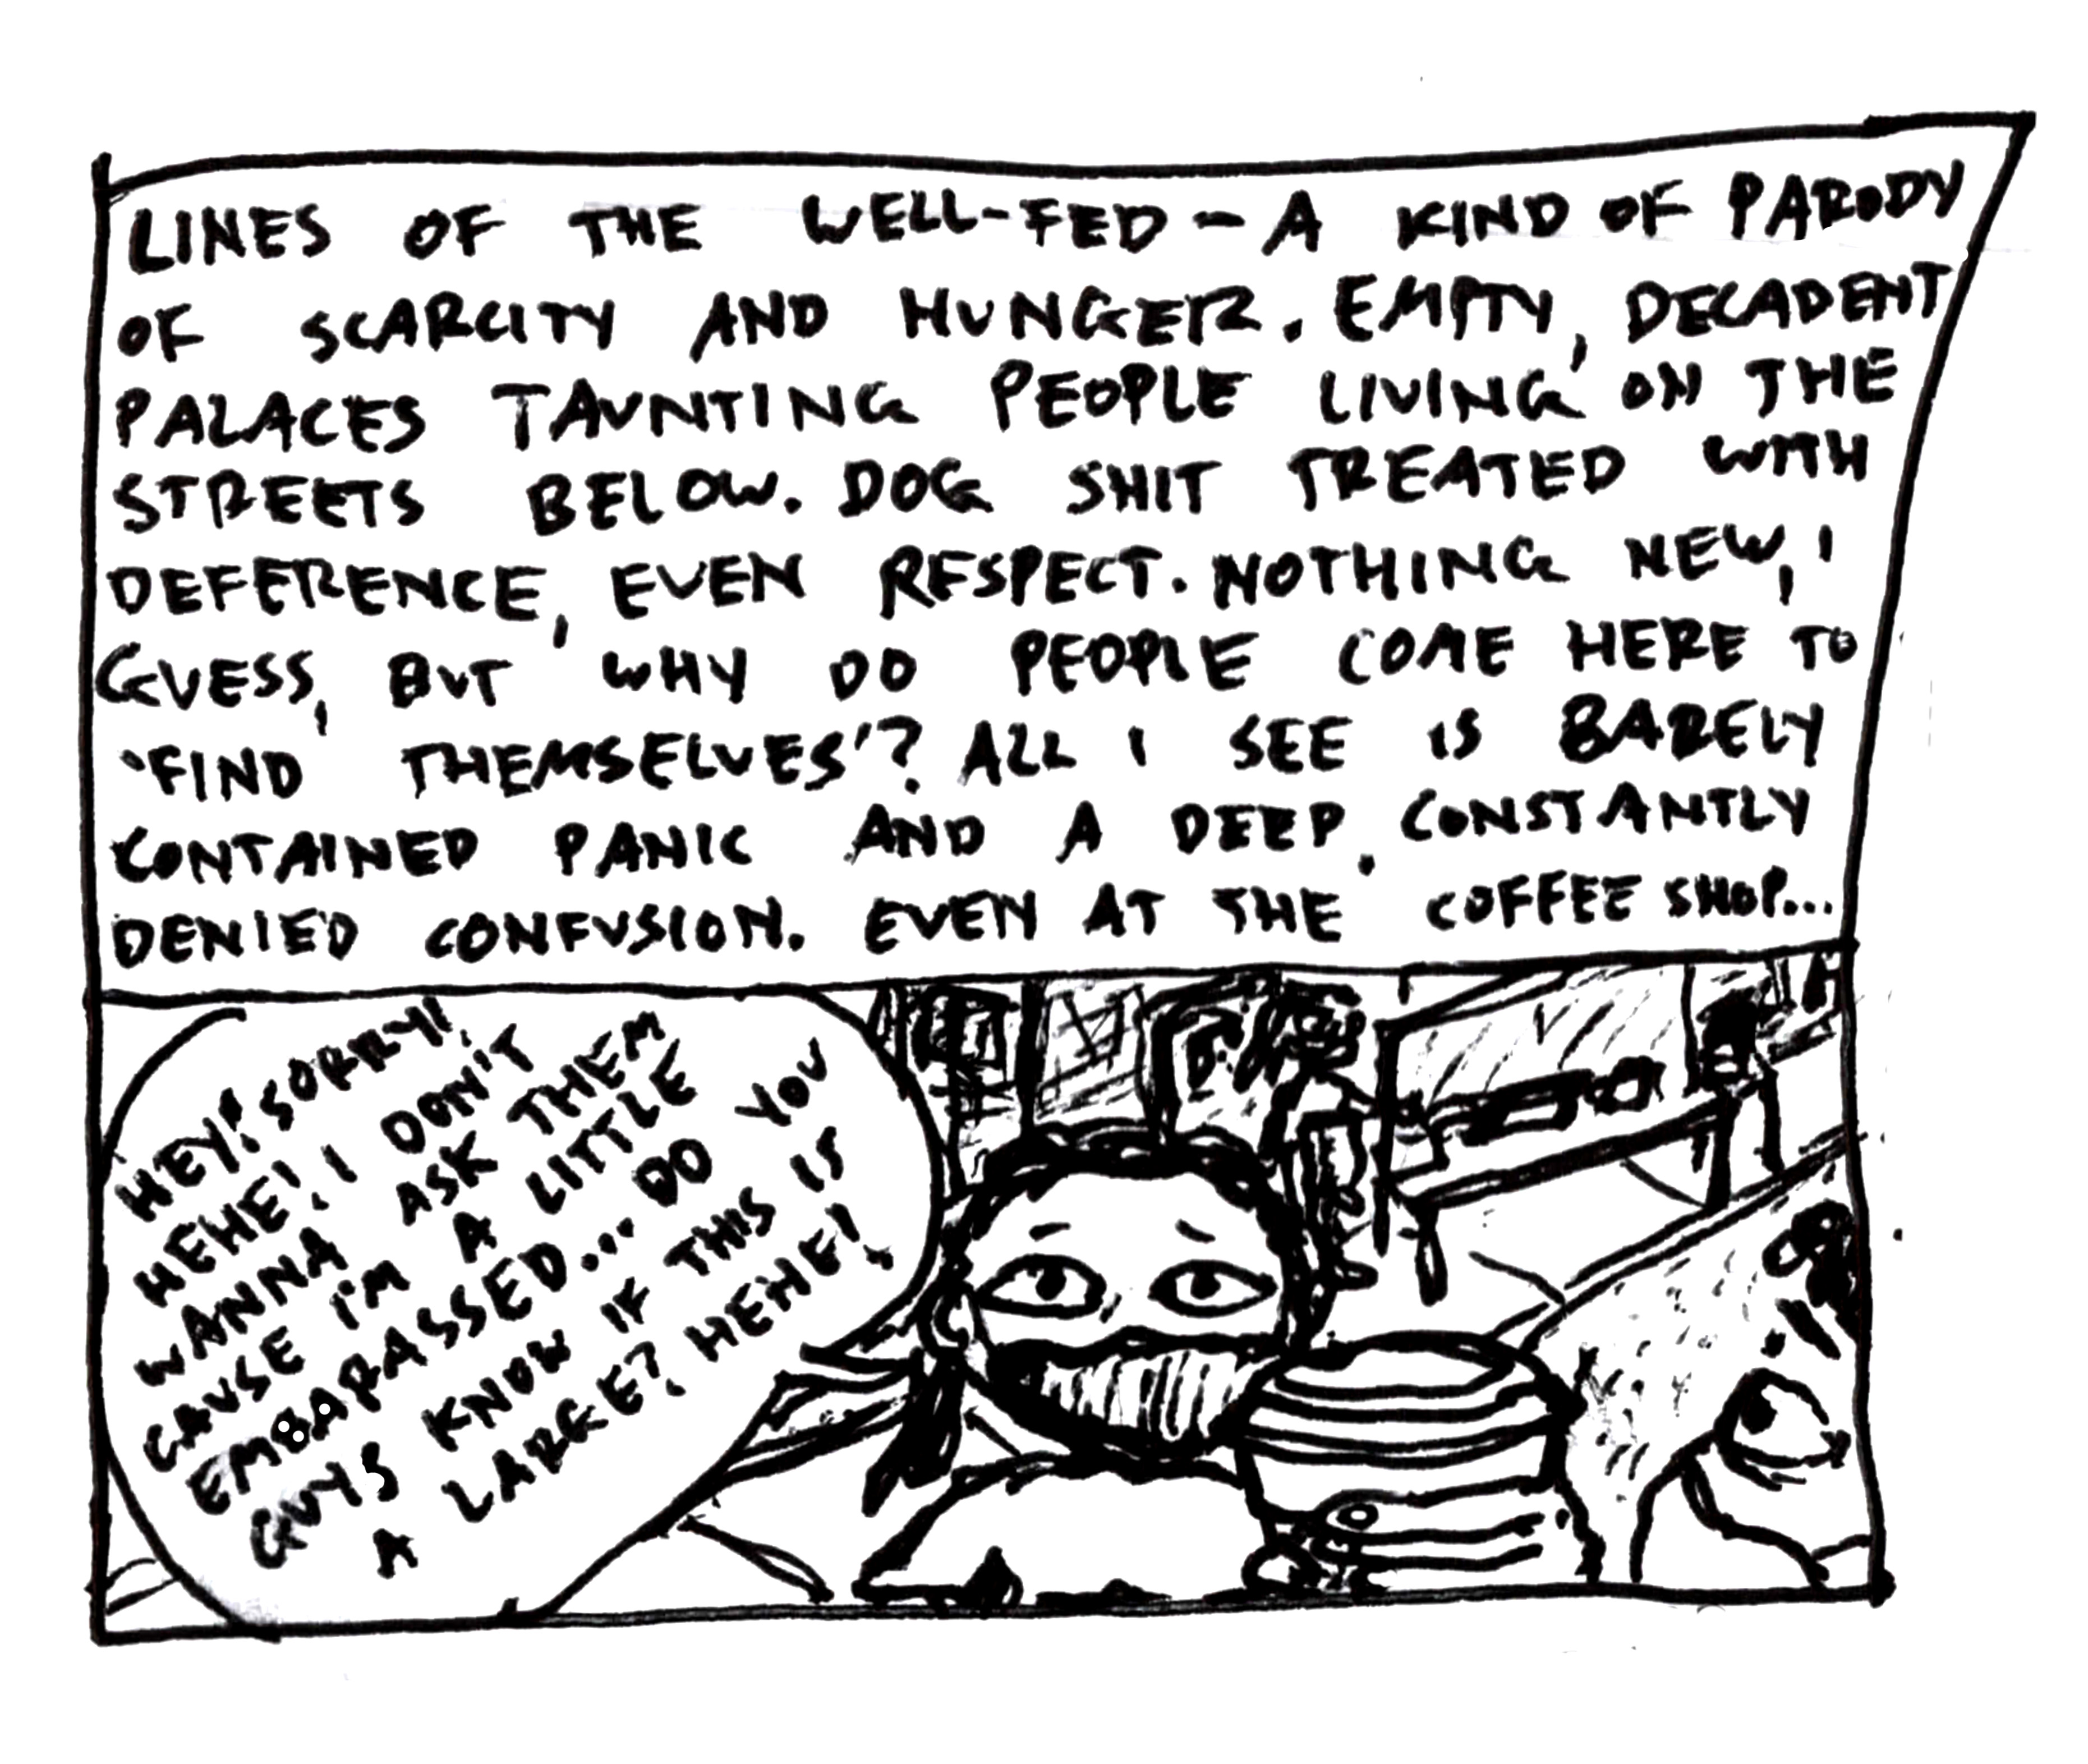 LINES OF THE WELL-FED - A KIND OF PARODY
OF SCARCITY AND HUNGER. EMPTY, DECADENT
PALACES TAUNTING PEOPLE LIVING ON THE
STREETS BELOW. DOG SHIT TREATED WITH
DEFERENCE, EVEN RESPECT. NOTHING NEW, I
GUESS, BUT WHY DO PEOPLE COME HERE TO
'FIND THEMSELVES'? ALL I SEE IS BARELY
CONTAINED PANIC AND A DEEP, CONSTANTLY
DENIED CONFUSION. EVEN AT THE COFFEE SHOP...
HEY! SORRY!
HEHE! I DON'T
WANNA ASK THEM
CAUSE I'M A LITTLE
EMBARASSED... DO YOU
GUYS KNOW IF THIS IS
A LARGE? HEHE!